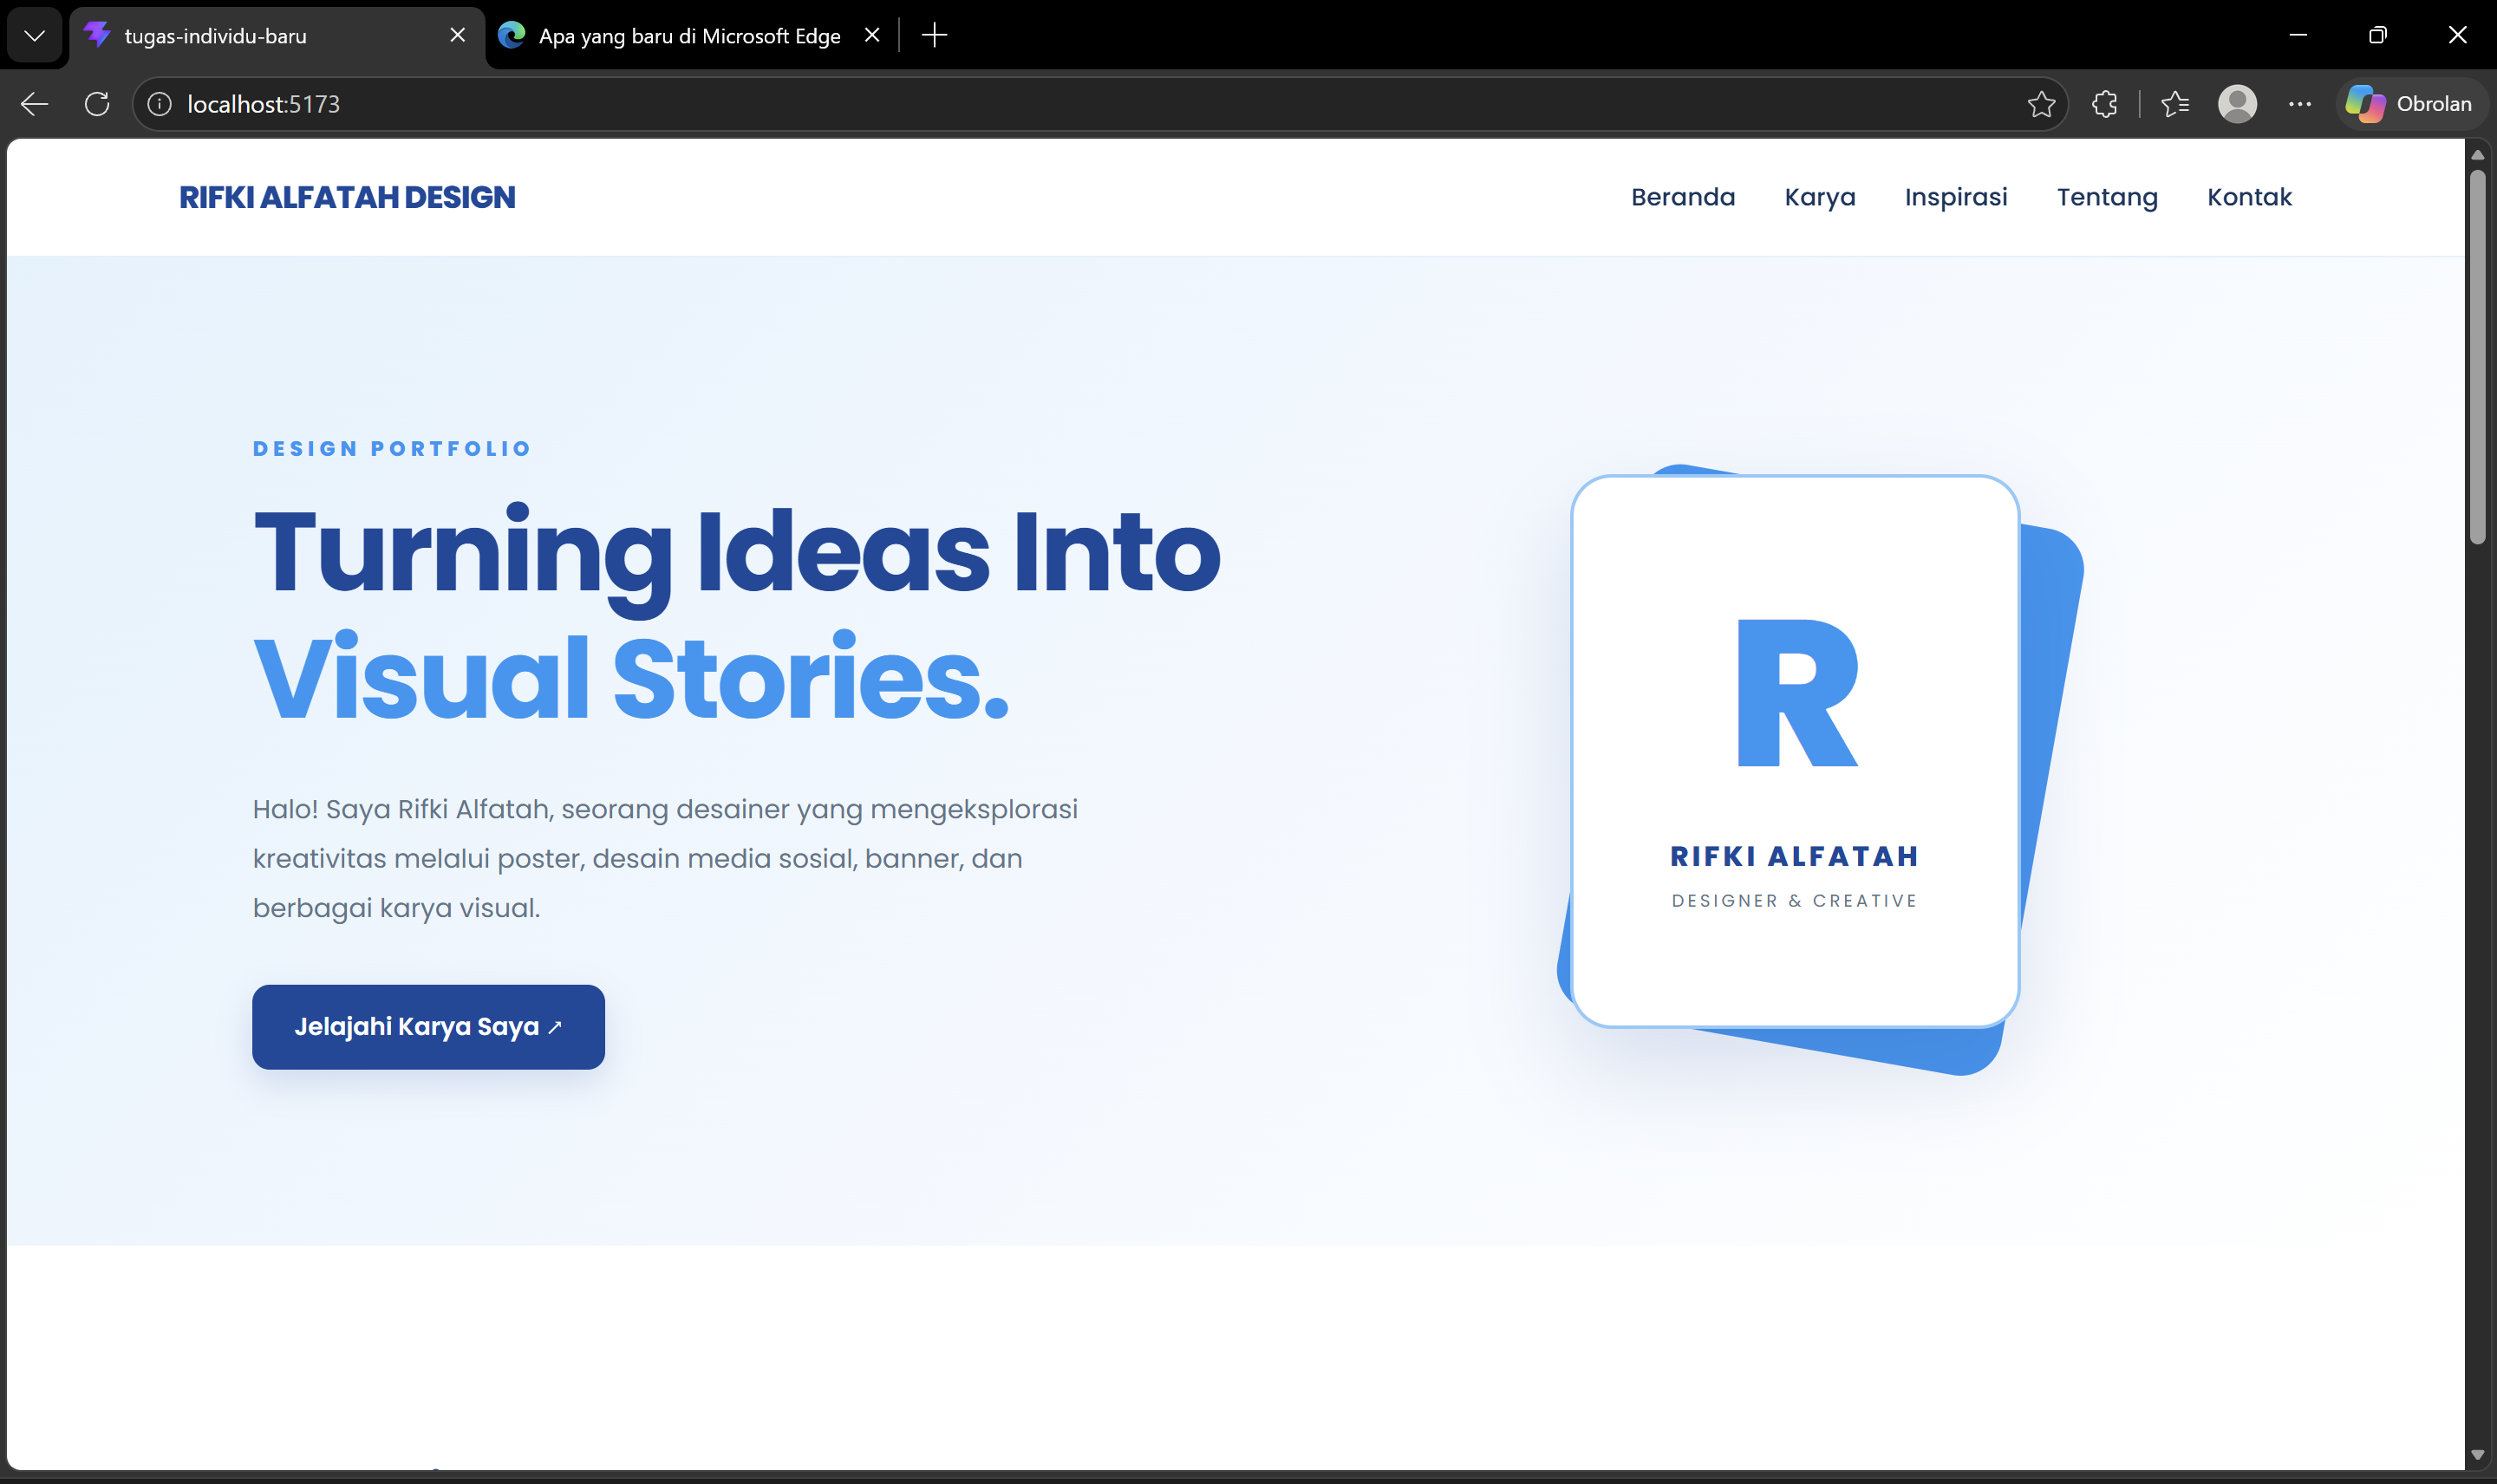 tugas-individu-baru
Apa yang baru di Microsoft Edge
localhost:5173
Obrolan
RIFKI ALFATAH DESIGN
Beranda
Karya
Inspirasi
Tentang
Kontak
DESIGN PORTFOLIO
Turning Ideas Into
Visual Stories.
Halo! Saya Rifki Alfatah, seorang desainer yang mengeksplorasi
kreativitas melalui poster, desain media sosial, banner, dan
berbagai karya visual.
Jelajahi Karya Saya ↗
R
RIFKI ALFATAH
DESIGNER & CREATIVE